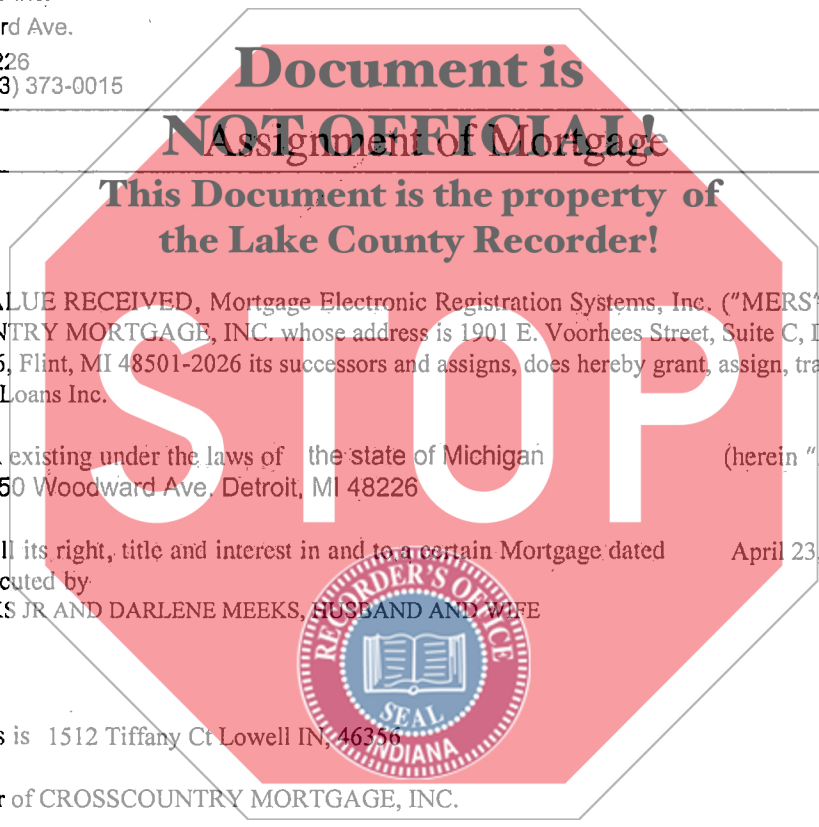 rd Ave.
226
3) 373-0015
Document is
NOT OFFICIAL!
Assignment of Mortgage
This Document is the property of
the Lake County Recorder!
ALUE RECEIVED, Mortgage Electronic Registration Systems, Inc. ("MERS"
NTRY MORTGAGE, INC. whose address is 1901 E. Voorhees Street, Suite C, D
6, Flint, MI 48501-2026 its successors and assigns, does hereby grant, assign, tra
Loans Inc.
existing under the laws of the state of Michigan (herein "
50 Woodward Ave. Detroit, MI 48226
ll its right, title and interest in and to a certain Mortgage dated April 23,
cuted by
KS JR AND DARLENE MEEKS, HUSBAND AND WIFE
STOP
RECORDER'S OFFICE
SEAL
INDIANA
s is 1512 Tiffany Ct Lowell IN, 46356
r of CROSSCOUNTRY MORTGAGE, INC.